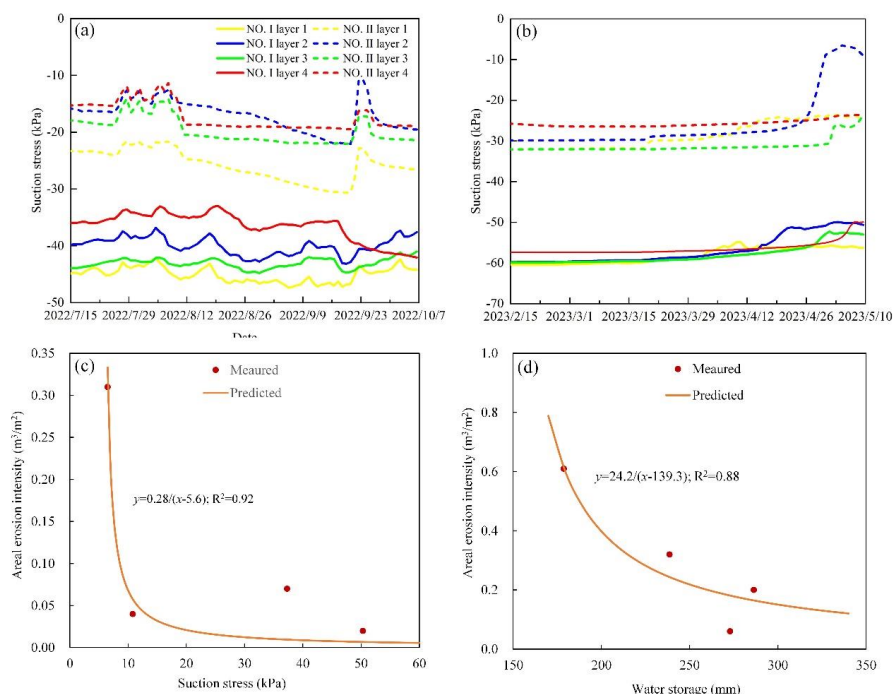 (a)
NO. I layer 1 NO. II layer 1
NO. I layer 2 NO. II layer 2
NO. I layer 3 NO. II layer 3
NO. I layer 4 NO. II layer 4
Suction stress (kPa)
0
-10
-20
-30
-40
-50
2022/7/15 2022/7/29 2022/8/12 2022/8/26 2022/9/9 2022/9/23 2022/10/7
(b)
Suction stress (kPa)
0
-10
-20
-30
-40
-50
-60
-70
2023/2/15 2023/3/1 2023/3/15 2023/3/29 2023/4/12 2023/4/26 2023/5/10
(c)
Meaured
Predicted
y=0.28/(x-5.6); R²=0.92
Areal erosion intensity (m³/m²)
0.35
0.30
0.25
0.20
0.15
0.10
0.05
0.00
0 10 20 30 40 50 60
Suction stress (kPa)
(d)
Meaured
Predicted
y=24.2/(x-139.3); R²=0.88
Areal erosion intensity (m³/m²)
1.0
0.8
0.6
0.4
0.2
0.0
150 200 250 300 350
Water storage (mm)